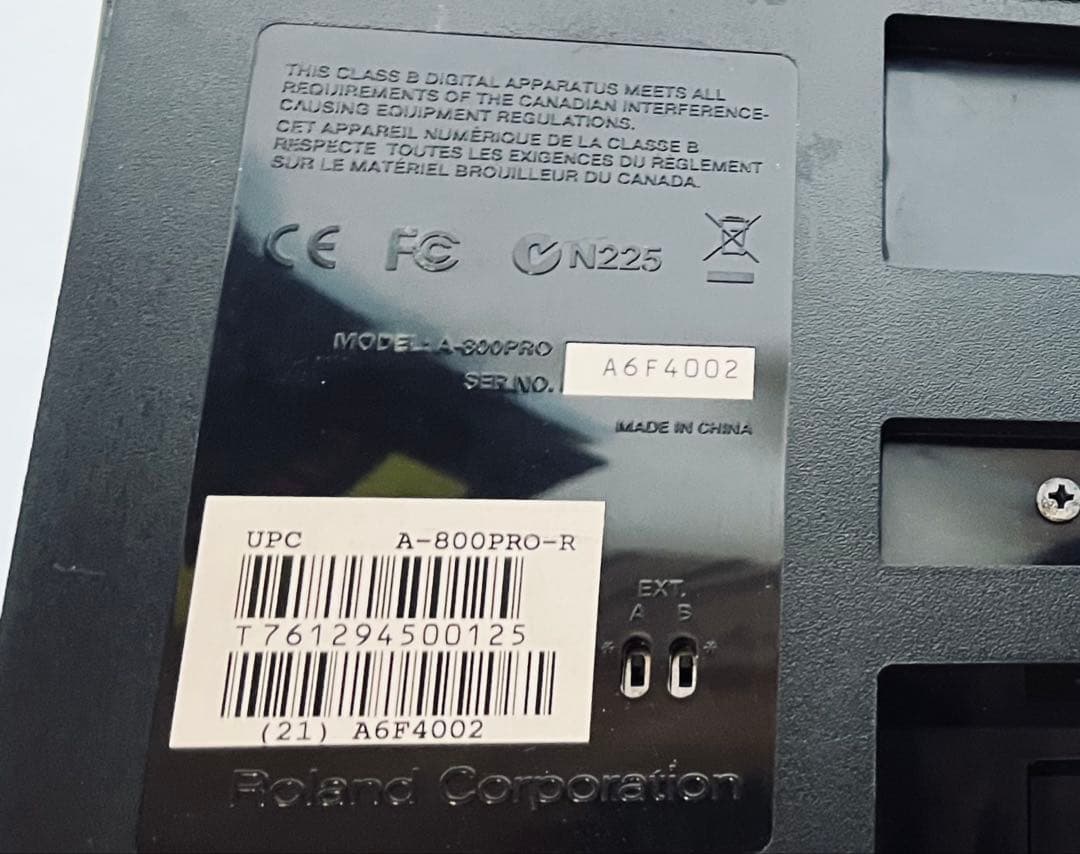 THIS CLASS B DIGITAL APPARATUS MEETS ALL
REQUIREMENTS OF THE CANADIAN INTERFERENCE-
CAUSING EQUIPMENT REGULATIONS.
CET APPAREIL NUMÉRIQUE DE LA CLASSE B
RESPECTE TOUTES LES EXIGENCES DU RÈGLEMENT
SUR LE MATÉRIEL BROUILLEUR DU CANADA.
CE FC N225
MODEL: A-800PRO
SER.NO. A6F4002
MADE IN CHINA
UPC A-800PRO-R
T761294500125
(21) A6F4002
EXT.
A B
* *
Roland Corporation